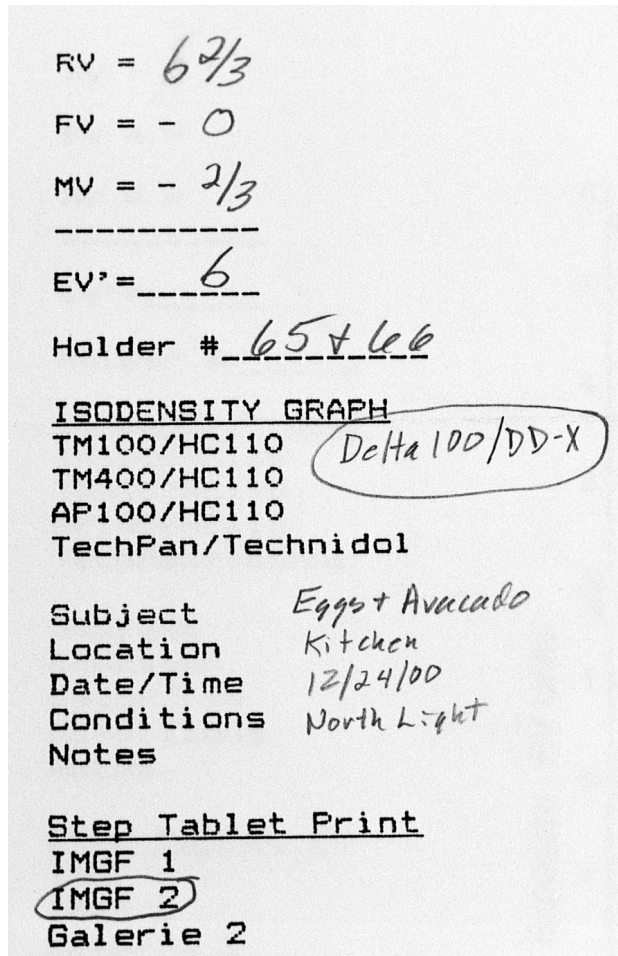 RV = 6 2/3
FV = - 0
MV = - 2/3
----------
EV'=___6__
Holder #_65 + 66
ISODENSITY GRAPH
TM100/HC110 Delta 100/DD-X
TM400/HC110
AP100/HC110
TechPan/Technidol
Subject Eggs + Avacado
Location Kitchen
Date/Time 12/24/00
Conditions North Light
Notes
Step Tablet Print
IMGF 1
IMGF 2
Galerie 2